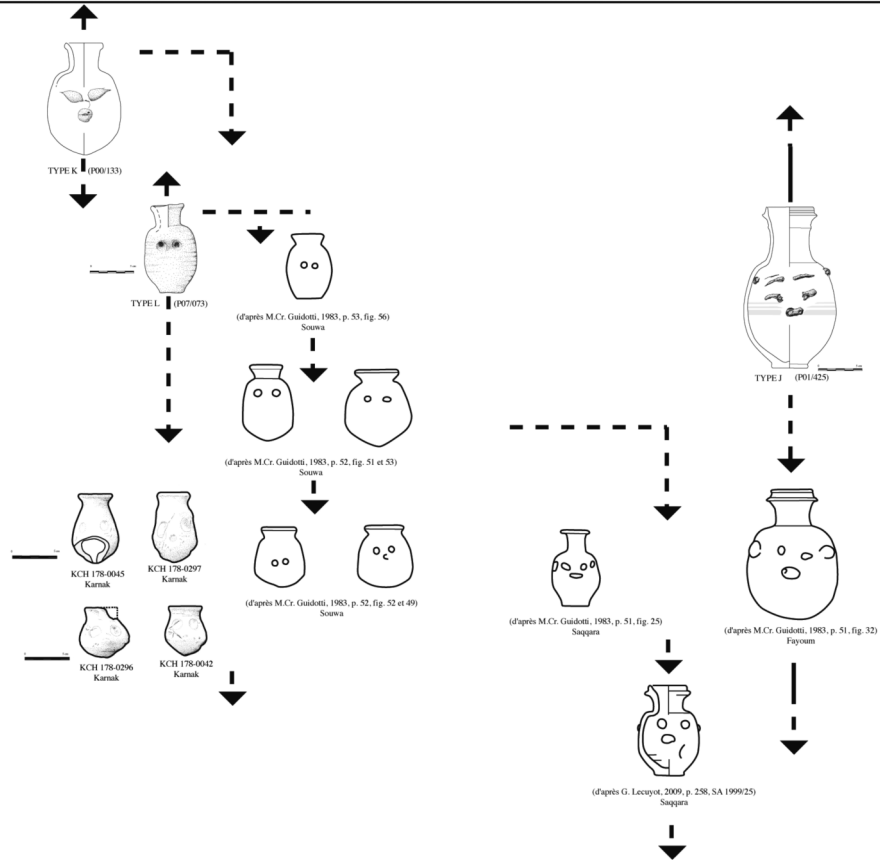 TYPE K (P00/133)
TYPE L (P07/073)
(d'après M.Cr. Guidotti, 1983, p. 53, fig. 56)
Souwa
(d'après M.Cr. Guidotti, 1983, p. 52, fig. 51 et 53)
Souwa
KCH 178-0045
Karnak
KCH 178-0297
Karnak
(d'après M.Cr. Guidotti, 1983, p. 52, fig. 52 et 49)
Souwa
KCH 178-0296
Karnak
KCH 178-0042
Karnak
TYPE J (P01/425)
(d'après M.Cr. Guidotti, 1983, p. 51, fig. 25)
Saqqara
(d'après M.Cr. Guidotti, 1983, p. 51, fig. 32)
Fayoum
(d'après G. Lecuyot, 2009, p. 258, SA 1999/25)
Saqqara